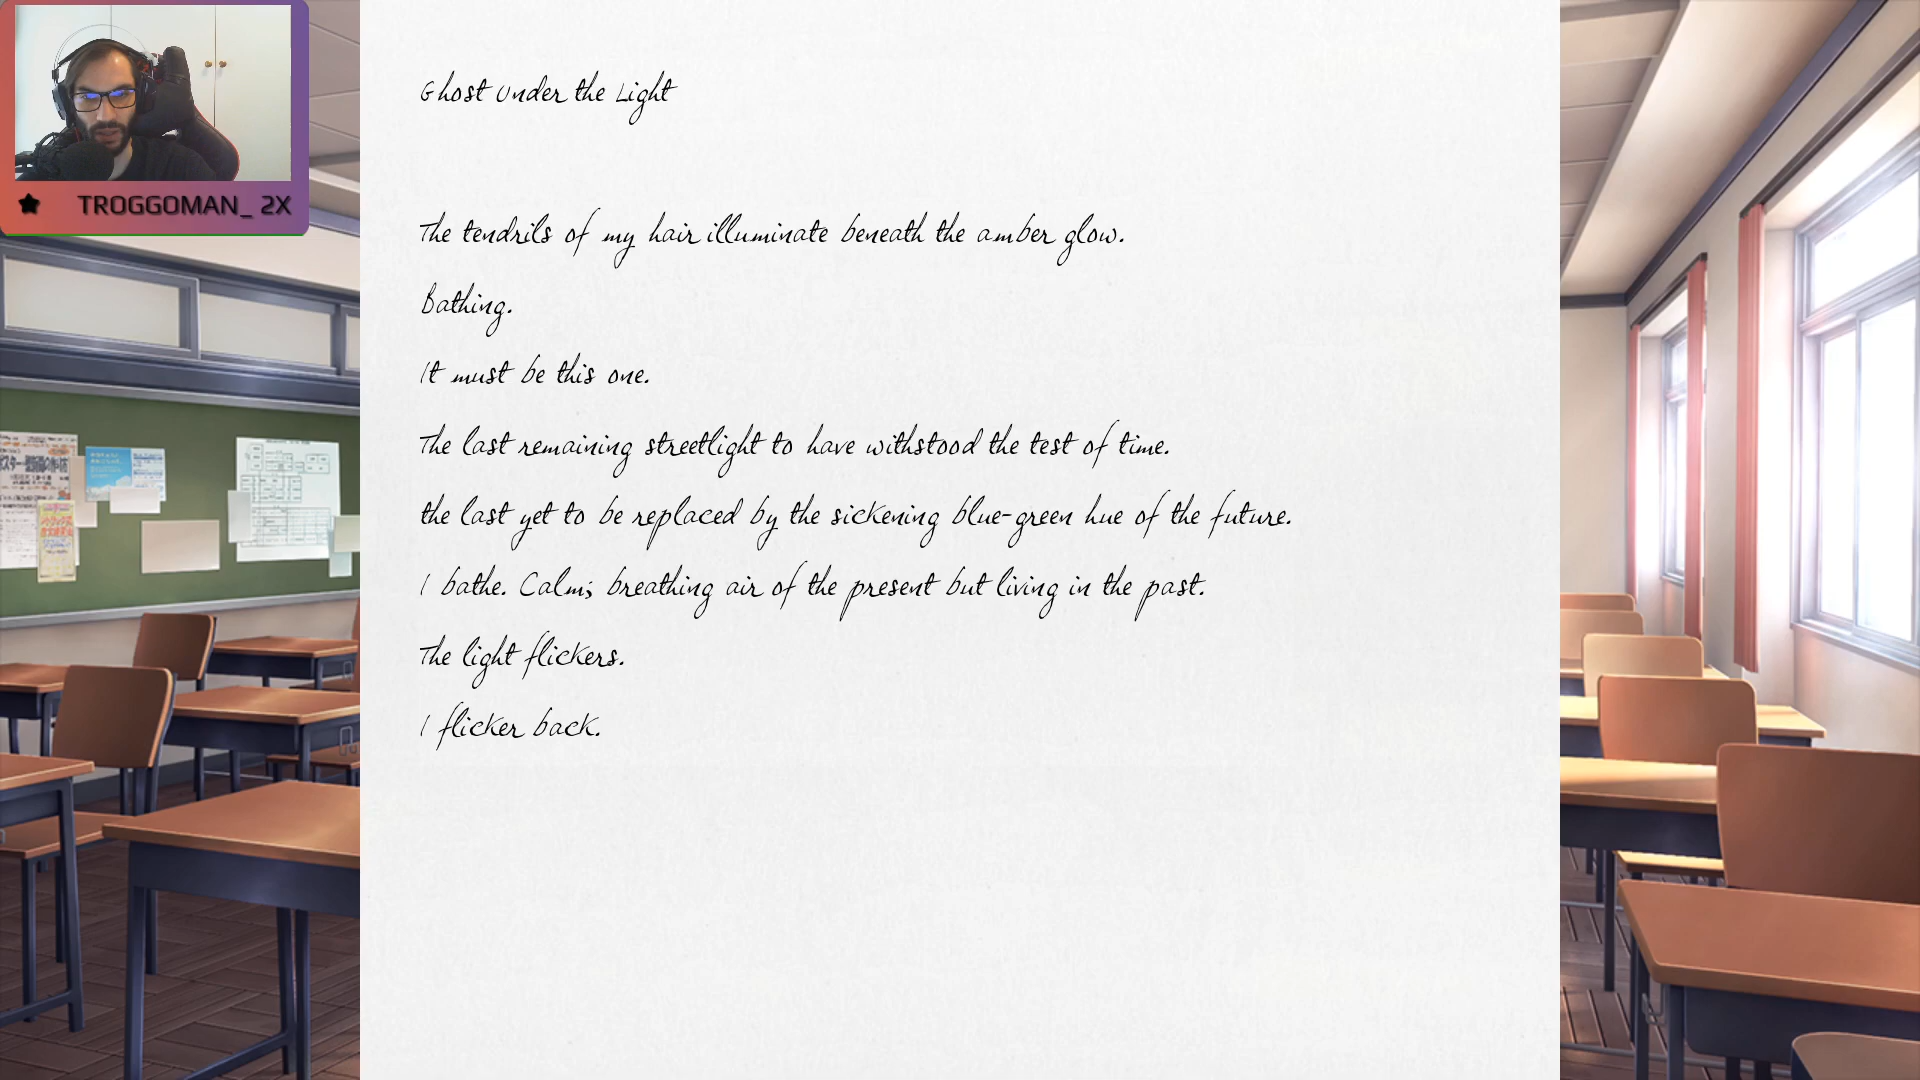 TROGGOMAN_ 2X
Ghost Under the Light
The tendrils of my hair illuminate beneath the amber glow.
Bathing.
It must be this one.
The last remaining streetlight to have withstood the test of time.
the last yet to be replaced by the sickening blue-green hue of the future.
I bathe. Calm; breathing air of the present but living in the past.
The light flickers.
I flicker back.